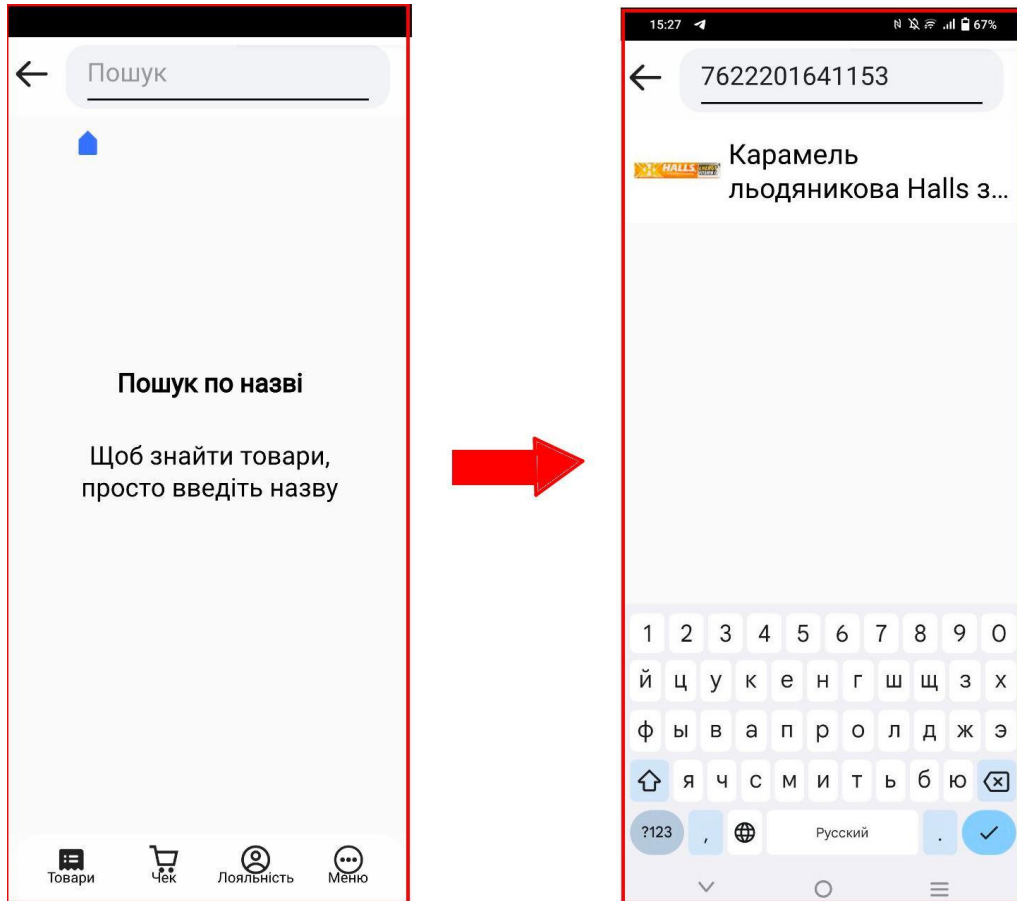 Пошук
Пошук по назві
Щоб знайти товари,
просто введіть назву
Товари
Чек
Лояльність
Меню
15:27
67%
7622201641153
HALLS
Карамель
льодяникова Halls з...
1 2 3 4 5 6 7 8 9 0
й ц у к е н г ш щ з х
ф ы в а п р о л д ж э
я ч с м и т ь б ю
?123 , Русский .